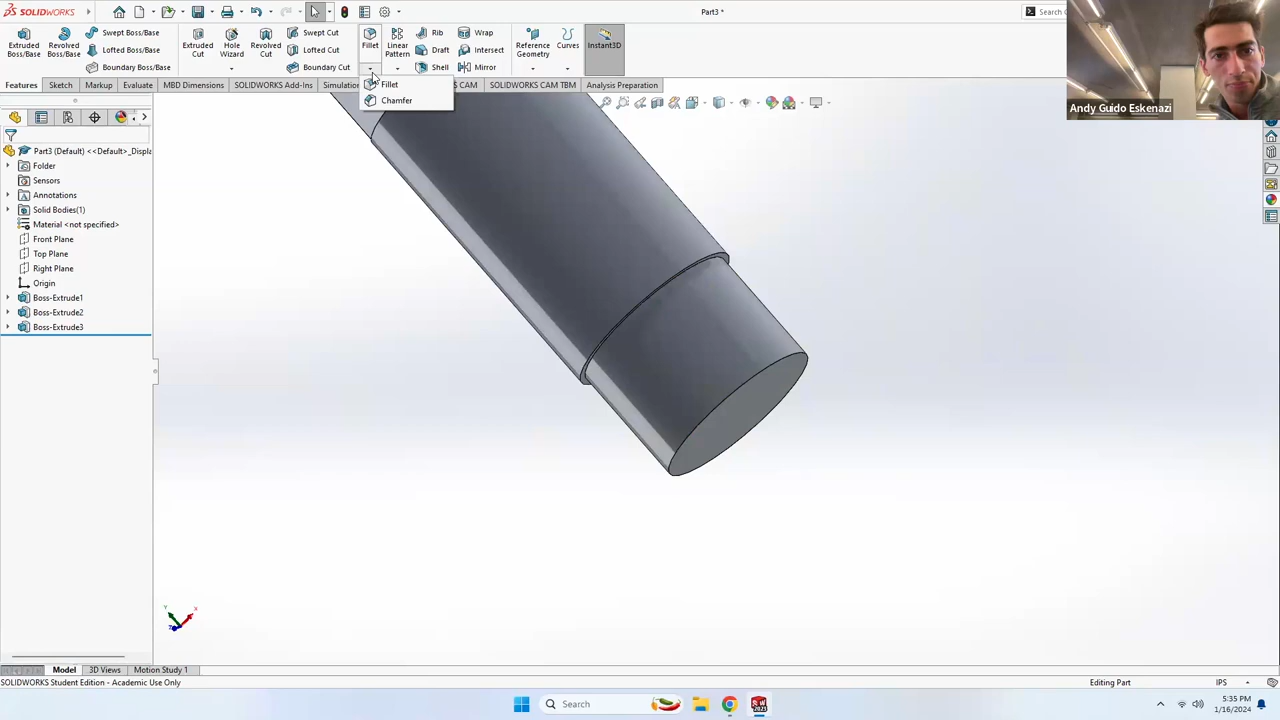 SOLIDWORKS
Part3 *
Search C
Extruded Boss/Base
Revolved Boss/Base
Swept Boss/Base
Lofted Boss/Base
Boundary Boss/Base
Extruded Cut
Hole Wizard
Revolved Cut
Swept Cut
Lofted Cut
Boundary Cut
Fillet
Linear Pattern
Rib
Draft
Shell
Wrap
Intersect
Mirror
Reference Geometry
Curves
Instant3D
Features
Sketch
Markup
Evaluate
MBD Dimensions
SOLIDWORKS Add-Ins
Simulation
S CAM
SOLIDWORKS CAM TBM
Analysis Preparation
Fillet
Chamfer
Andy Guido Eskenazi
Part3 (Default) <<Default>_Displa
Folder
Sensors
Annotations
Solid Bodies(1)
Material <not specified>
Front Plane
Top Plane
Right Plane
Origin
Boss-Extrude1
Boss-Extrude2
Boss-Extrude3
Y
X
Z
Model
3D Views
Motion Study 1
SOLIDWORKS Student Edition - Academic Use Only
Editing Part
IPS
Search
5:35 PM
1/16/2024